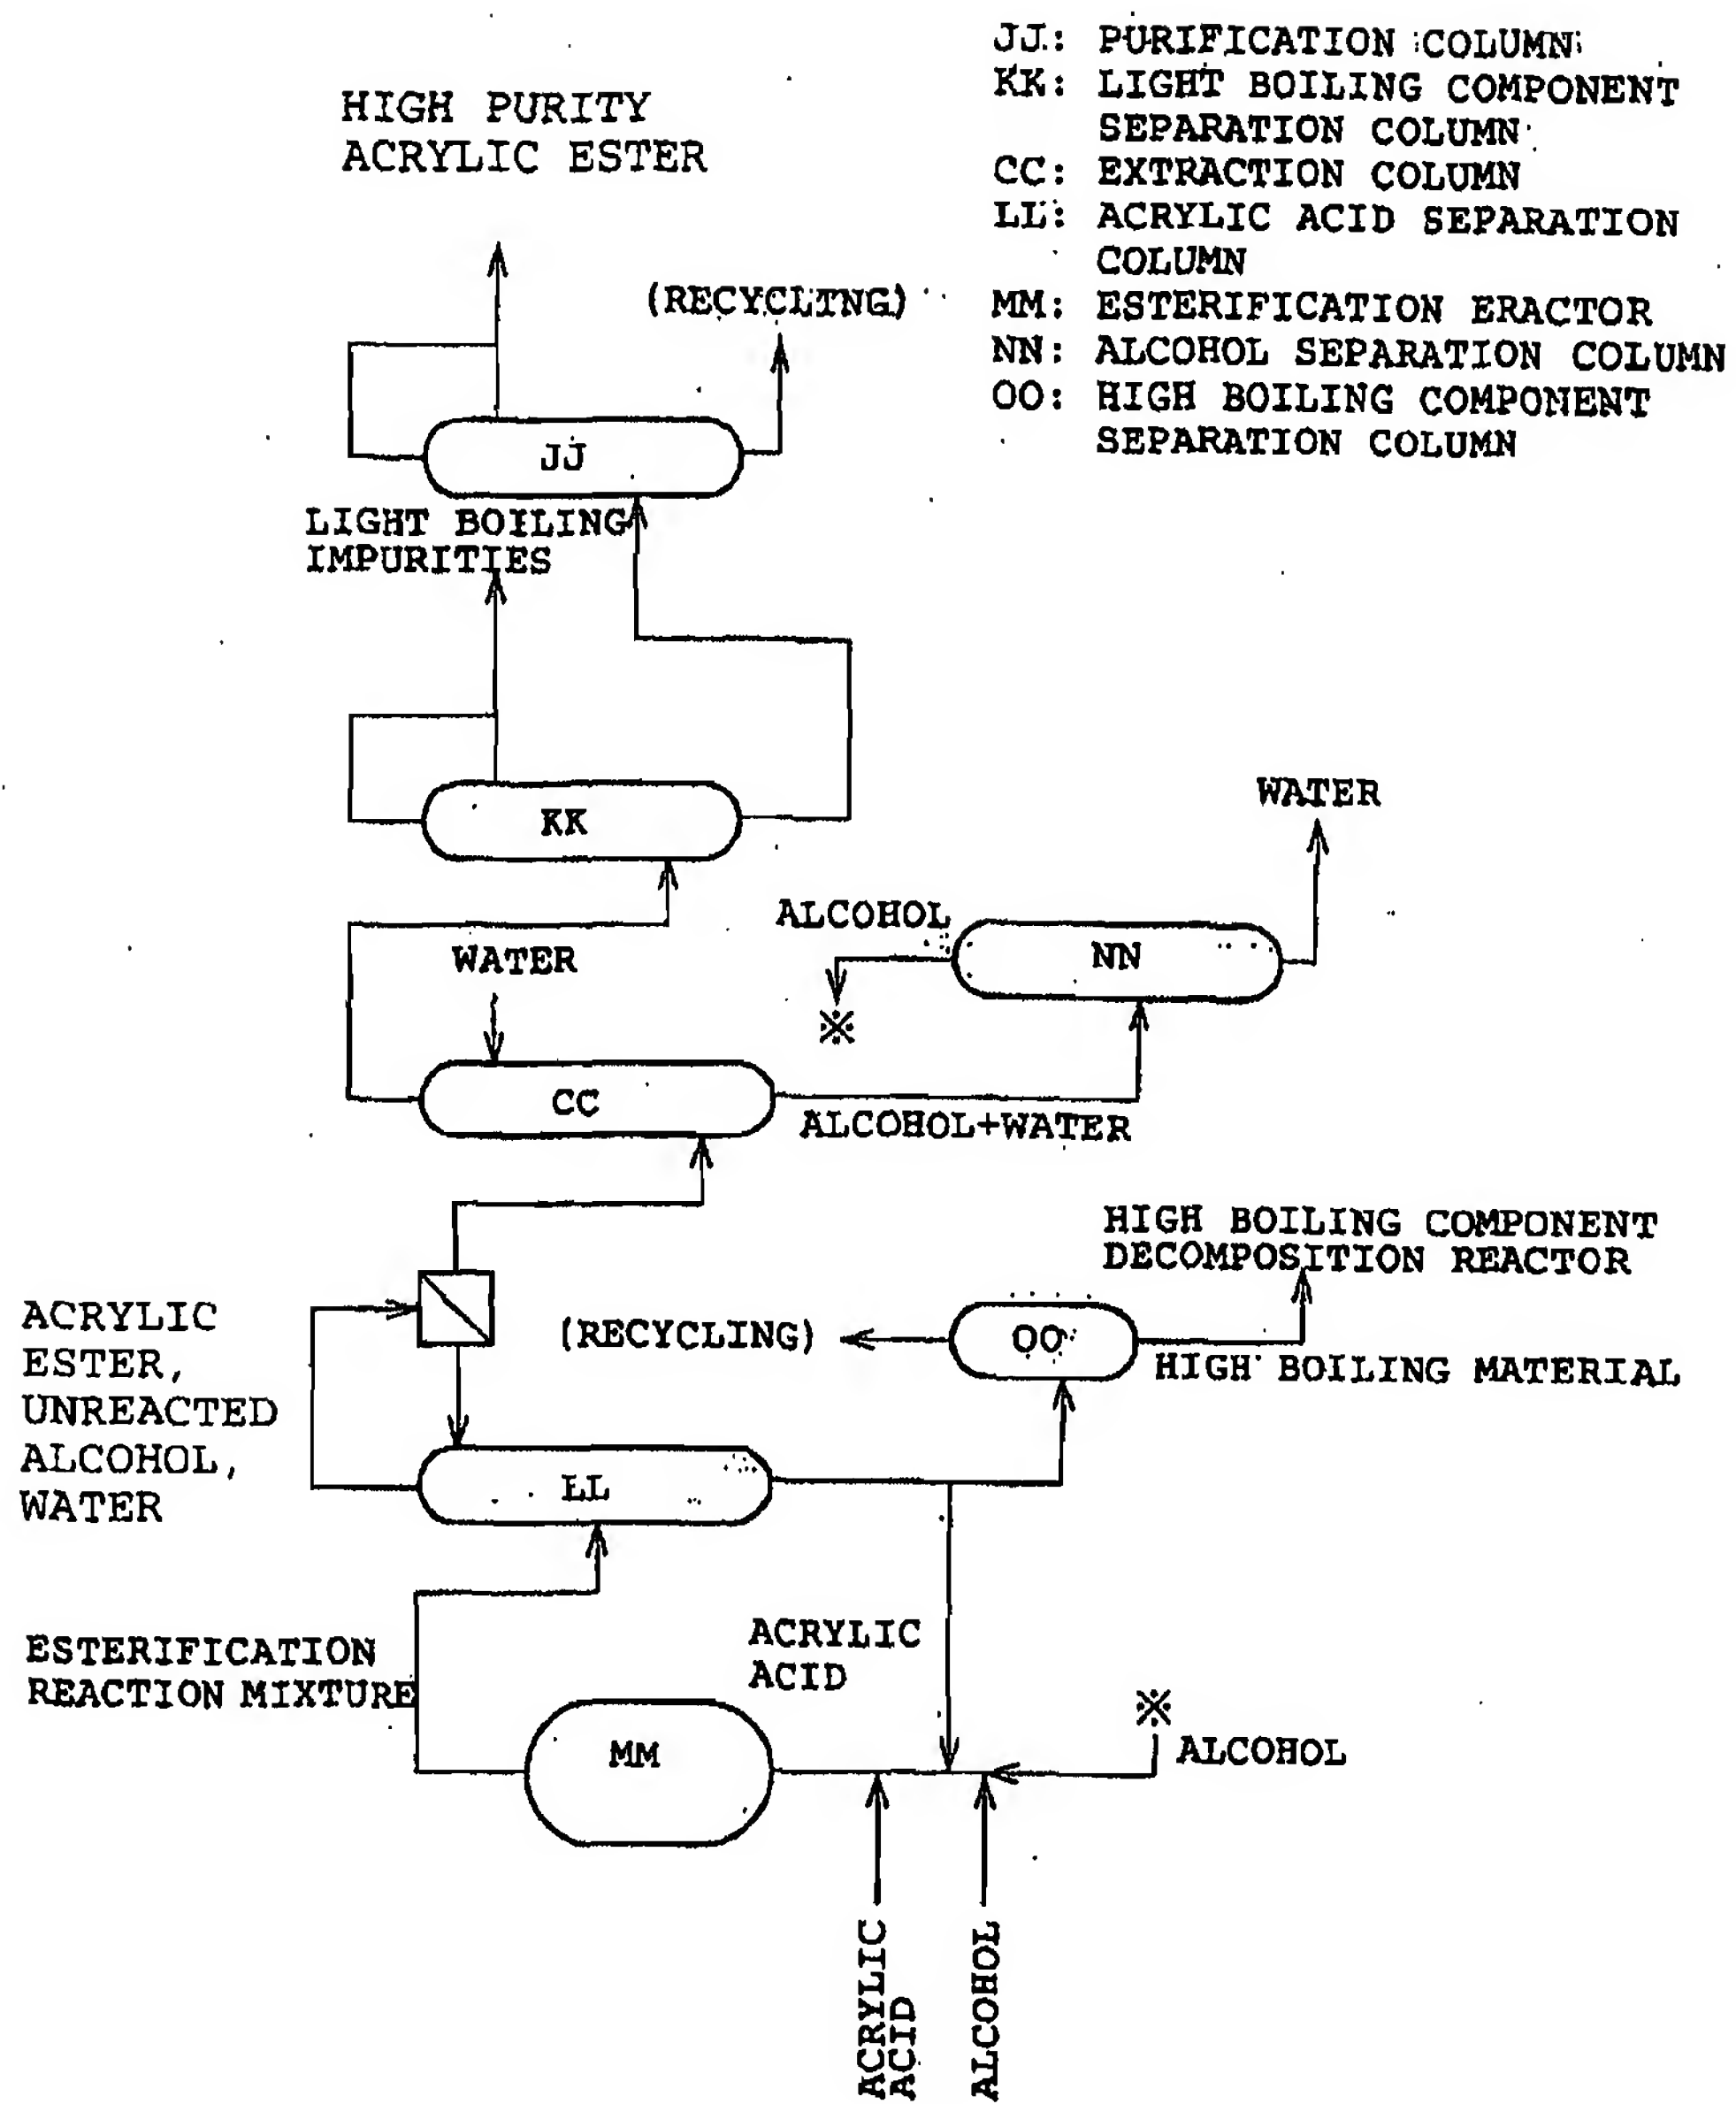 JJ: PURIFICATION COLUMN
KK: LIGHT BOILING COMPONENT
SEPARATION COLUMN
CC: EXTRACTION COLUMN
LL: ACRYLIC ACID SEPARATION
COLUMN
MM: ESTERIFICATION ERACTOR
NN: ALCOHOL SEPARATION COLUMN
OO: HIGH BOILING COMPONENT
SEPARATION COLUMN
HIGH PURITY
ACRYLIC ESTER
(RECYCLTNG)
JJ
LIGHT BOILING
IMPURITIES
KK
WATER
ALCOHOL
NN
WATER
※
CC
ALCOHOL+WATER
HIGH BOILING COMPONENT
DECOMPOSITION REACTOR
ACRYLIC
ESTER,
UNREACTED
ALCOHOL,
WATER
(RECYCLING)
OO
HIGH BOILING MATERIAL
LL
ESTERIFICATION
REACTION MIXTURE
ACRYLIC
ACID
MM
※
ALCOHOL
ACRYLIC
ACID
ALCOHOL